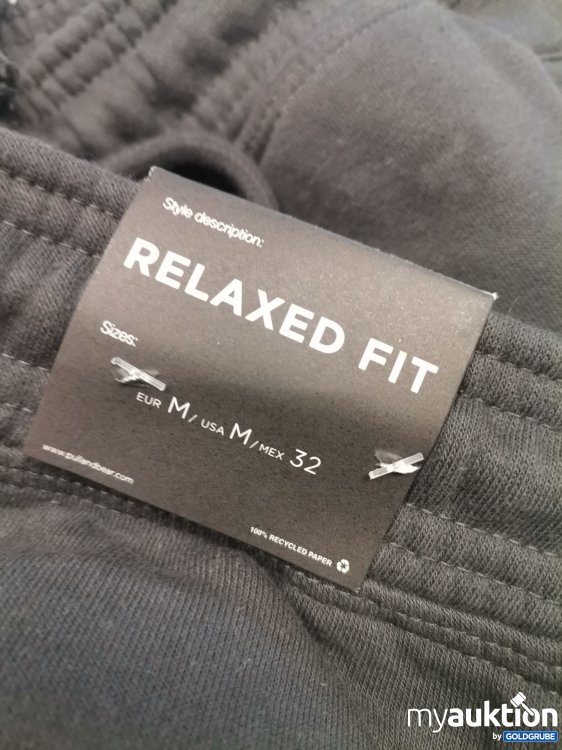 Style description:
RELAXED FIT
Sizes:
EUR M / USA M / MEX 32
www.pullandbear.com
100% RECYCLED PAPER
myauktion
by GOLDGRUBE